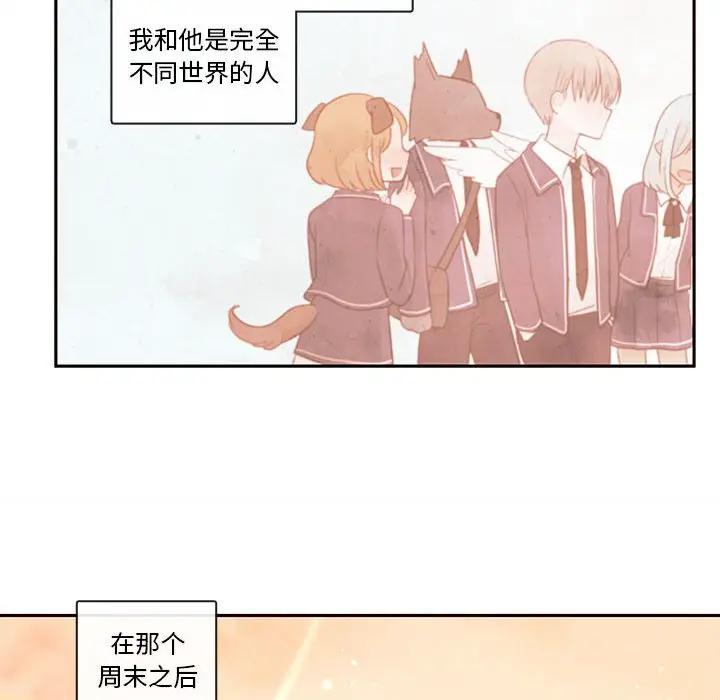 我和他是完全
不同世界的人
在那个
周末之后